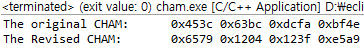 <terminated> (exit value: 0) cham.exe [C/C++ Application] D:\ecli
The original CHAM: 0x453c 0x63bc 0xdcfa 0xbf4e
The Revised CHAM: 0x6579 0x1204 0x123f 0xe5a9